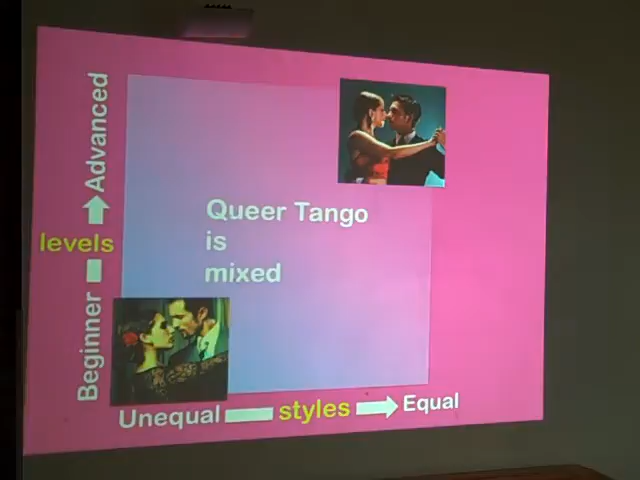 Advanced
levels
Beginner
Queer Tango
is
mixed
Unequal styles Equal